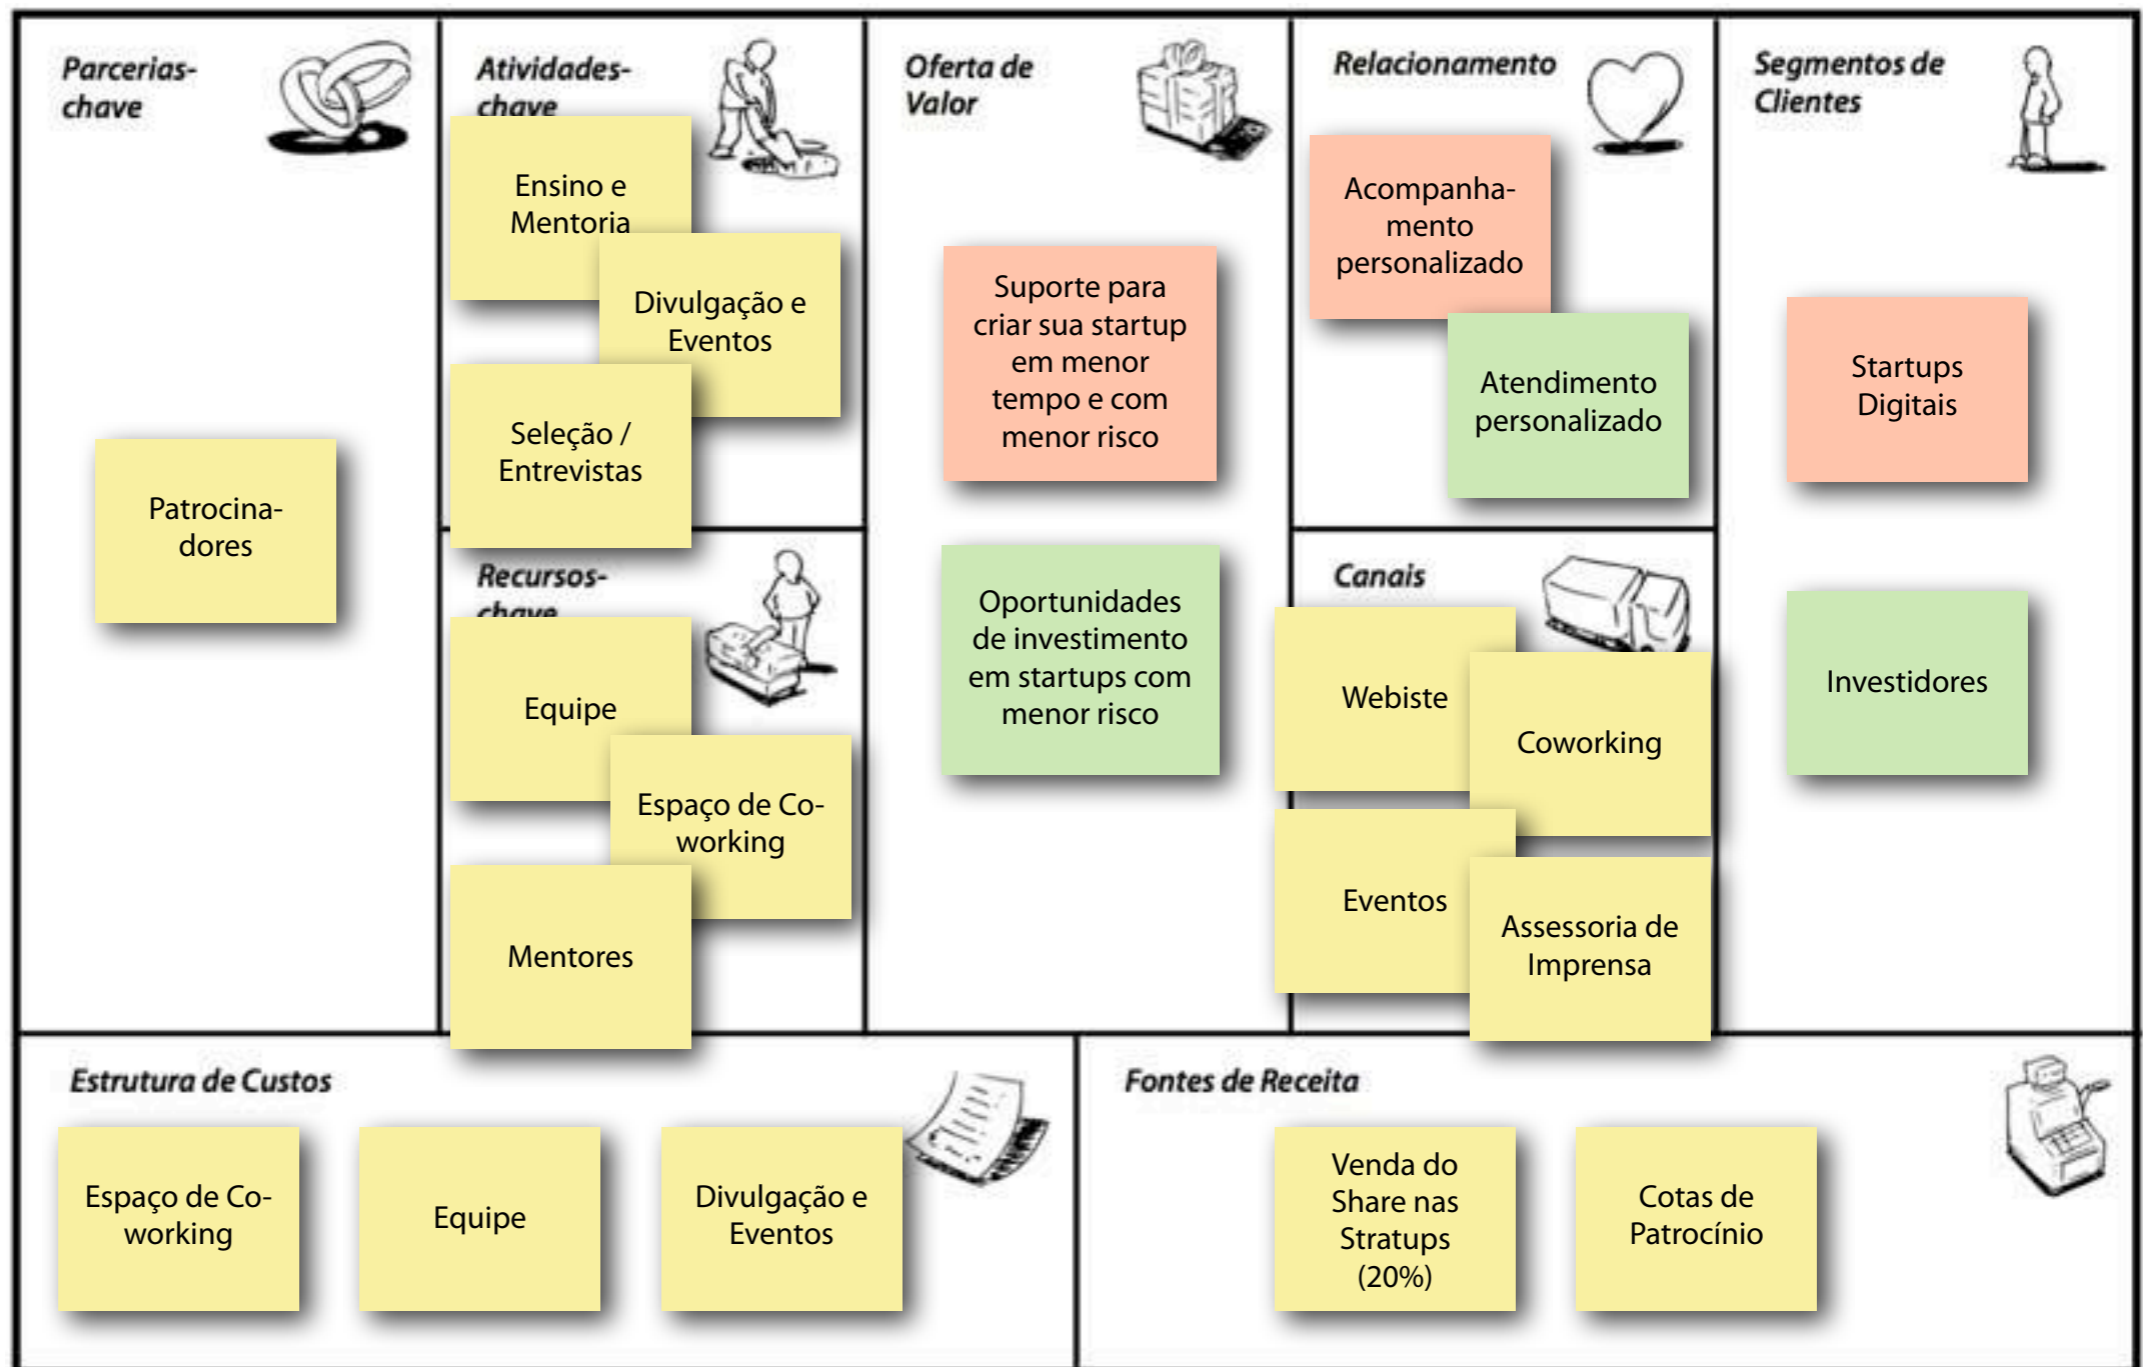 Parcerias-
chave
Patrocina-
dores
Atividades-
chave
Ensino e
Mentoria
Divulgação e
Eventos
Seleção /
Entrevistas
Recursos-
chave
Equipe
Espaço de Co-
working
Mentores
Oferta de
Valor
Suporte para
criar sua startup
em menor
tempo e com
menor risco
Oportunidades
de investimento
em startups com
menor risco
Relacionamento
Acompanha-
mento
personalizado
Atendimento
personalizado
Canais
Webiste
Coworking
Eventos
Assessoria de
Imprensa
Segmentos de
Clientes
Startups
Digitais
Investidores
Estrutura de Custos
Espaço de Co-
working
Equipe
Divulgação e
Eventos
Fontes de Receita
Venda do
Share nas
Stratups
(20%)
Cotas de
Patrocínio